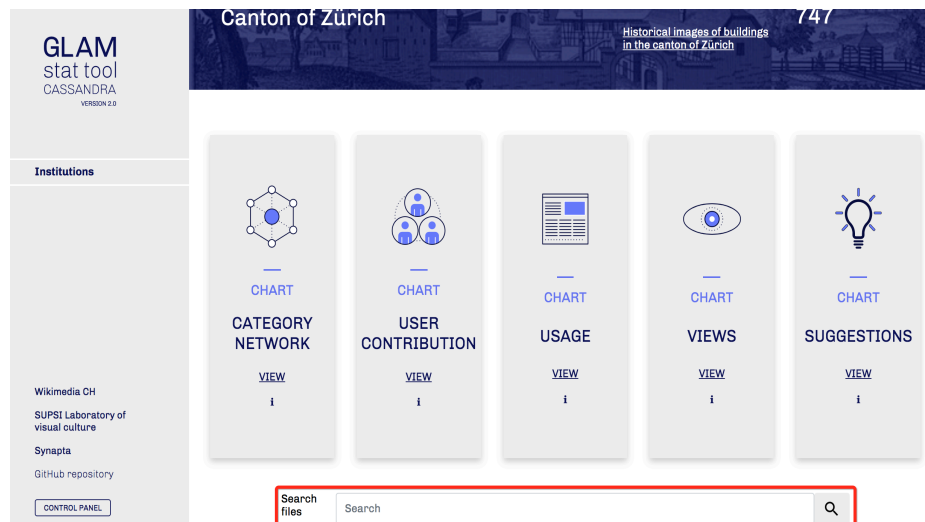 GLAM
stat tool
CASSANDRA
VERSION 2.0
Institutions
Wikimedia CH
SUPSI Laboratory of
visual culture
Synapta
GitHub repository
CONTROL PANEL
Canton of Zürich
Historical images of buildings
in the canton of Zürich
747
CHART
CATEGORY
NETWORK
VIEW
i
CHART
USER
CONTRIBUTION
VIEW
i
CHART
USAGE
VIEW
i
CHART
VIEWS
VIEW
i
CHART
SUGGESTIONS
VIEW
i
Search
files
Search